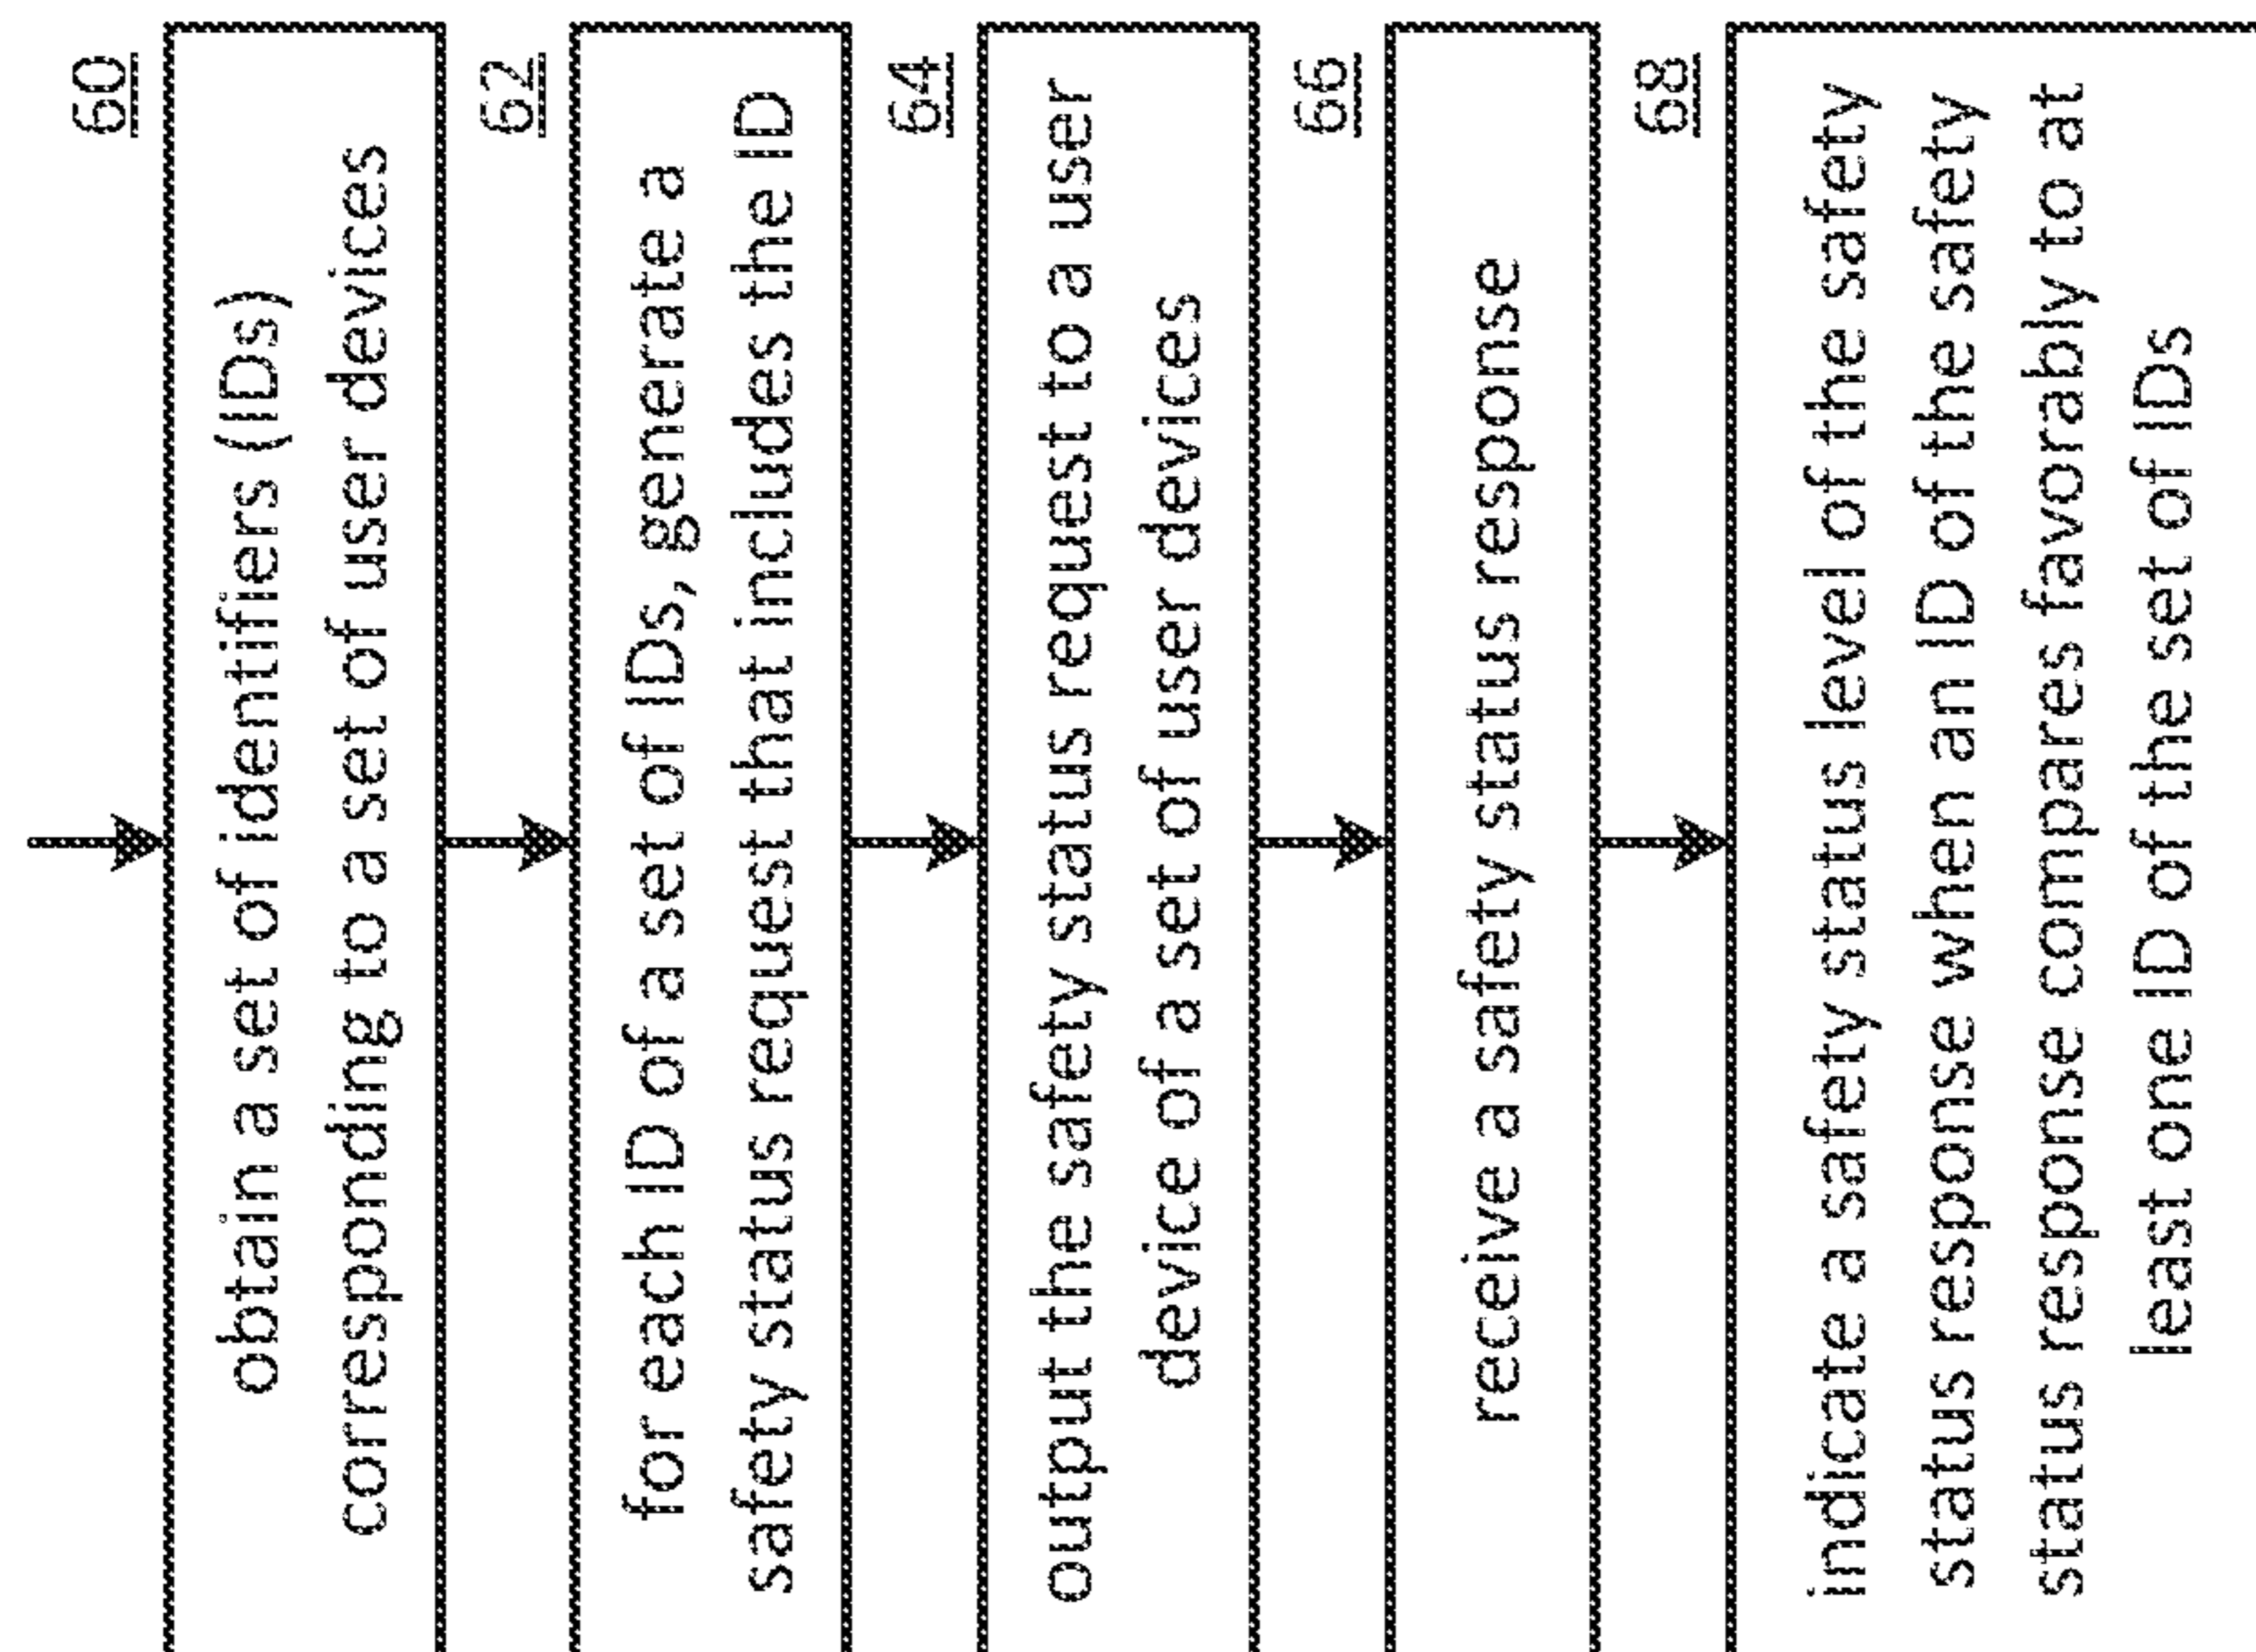 60
obtain a set of identifiers (IDs)
corresponding to a set of user devices
62
for each ID of a set of IDs, generate a
safety status request that includes the ID
64
output the safety status request to a user
device of a set of user devices
66
receive a safety status response
68
indicate a safety status level of the safety
status response when an ID of the safety
status response compares favorably to at
least one ID of the set of IDs